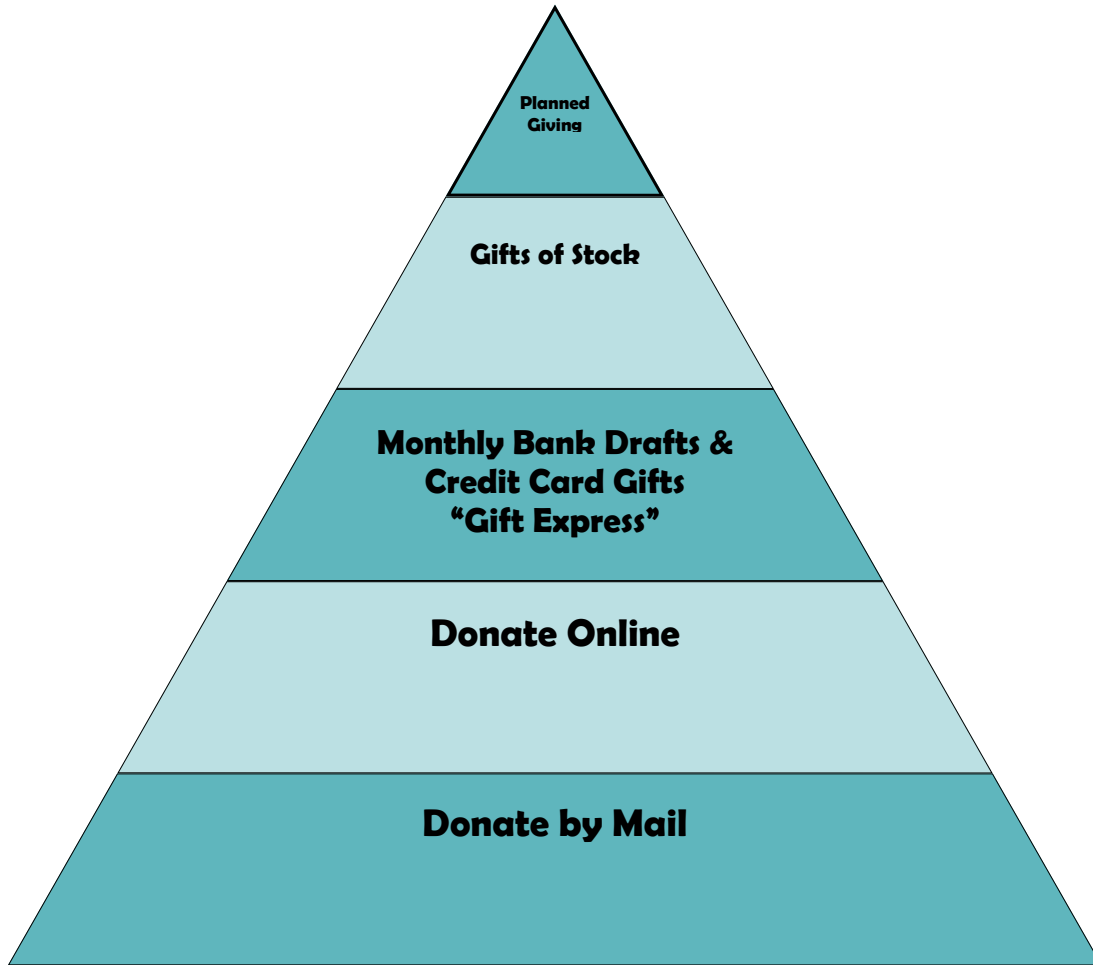 Planned
Giving
Gifts of Stock
Monthly Bank Drafts &
Credit Card Gifts
“Gift Express”
Donate Online
Donate by Mail